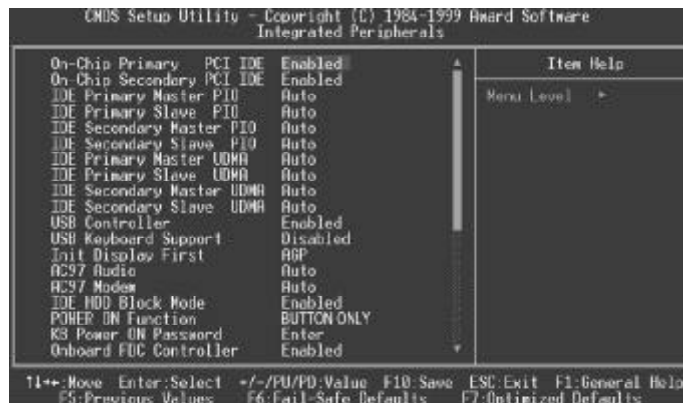 CMOS Setup Utility - Copyright (C) 1984-1999 Award Software
Integrated Peripherals
On-Chip Primary PCI IDE Enabled
On-Chip Secondary PCI IDE Enabled
IDE Primary Master PIO Auto
IDE Primary Slave PIO Auto
IDE Secondary Master PIO Auto
IDE Secondary Slave PIO Auto
IDE Primary Master UDMA Auto
IDE Primary Slave UDMA Auto
IDE Secondary Master UDMA Auto
IDE Secondary Slave UDMA Auto
USB Controller Enabled
USB Keyboard Support Disabled
Init Display First AGP
AC97 Audio Auto
AC97 Modem Auto
IDE HDD Block Mode Enabled
POWER ON Function BUTTON ONLY
KB Power ON Password Enter
Onboard FDC Controller Enabled
Item Help
Menu Level ►
↑↓→←:Move Enter:Select +/-/PU/PD:Value F10:Save ESC:Exit F1:General Help
F5:Previous Values F6:Fail-Safe Defaults F7:Optimized Defaults